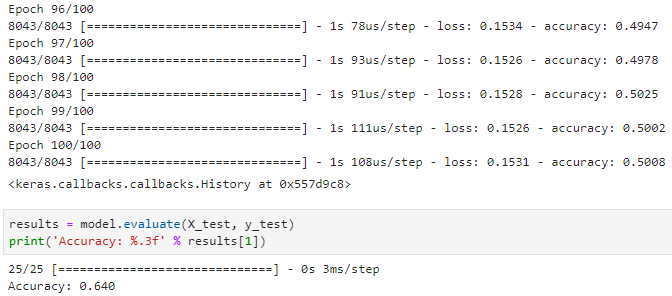 Epoch 96/100
8043/8043 [==============================] - 1s 78us/step - loss: 0.1534 - accuracy: 0.4947
Epoch 97/100
8043/8043 [==============================] - 1s 93us/step - loss: 0.1526 - accuracy: 0.4978
Epoch 98/100
8043/8043 [==============================] - 1s 91us/step - loss: 0.1528 - accuracy: 0.5025
Epoch 99/100
8043/8043 [==============================] - 1s 111us/step - loss: 0.1526 - accuracy: 0.5002
Epoch 100/100
8043/8043 [==============================] - 1s 108us/step - loss: 0.1531 - accuracy: 0.5008
<keras.callbacks.callbacks.History at 0x557d9c8>
results = model.evaluate(X_test, y_test)
print('Accuracy: %.3f' % results[1])
25/25 [==============================] - 0s 3ms/step
Accuracy: 0.640